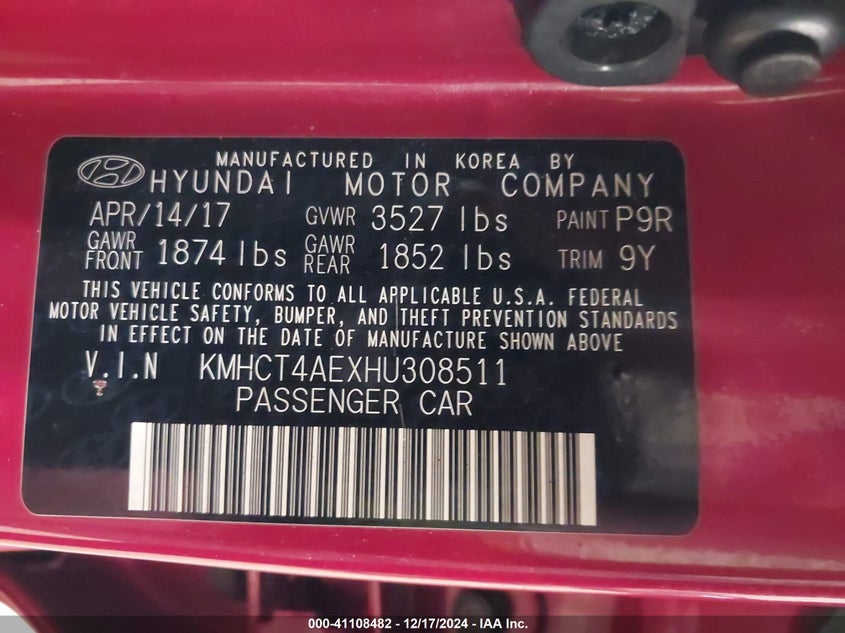 MANUFACTURED IN KOREA BY
HYUNDAI MOTOR COMPANY
APR/14/17 GVWR 3527 lbs PAINT P9R
GAWR FRONT 1874 lbs GAWR REAR 1852 lbs TRIM 9Y
THIS VEHICLE CONFORMS TO ALL APPLICABLE U.S.A. FEDERAL
MOTOR VEHICLE SAFETY, BUMPER, AND THEFT PREVENTION STANDARDS
IN EFFECT ON THE DATE OF MANUFACTURE SHOWN ABOVE
V.I.N KMHCT4AEXHU308511
PASSENGER CAR
000-41108482 - 12/17/2024 - IAA Inc.